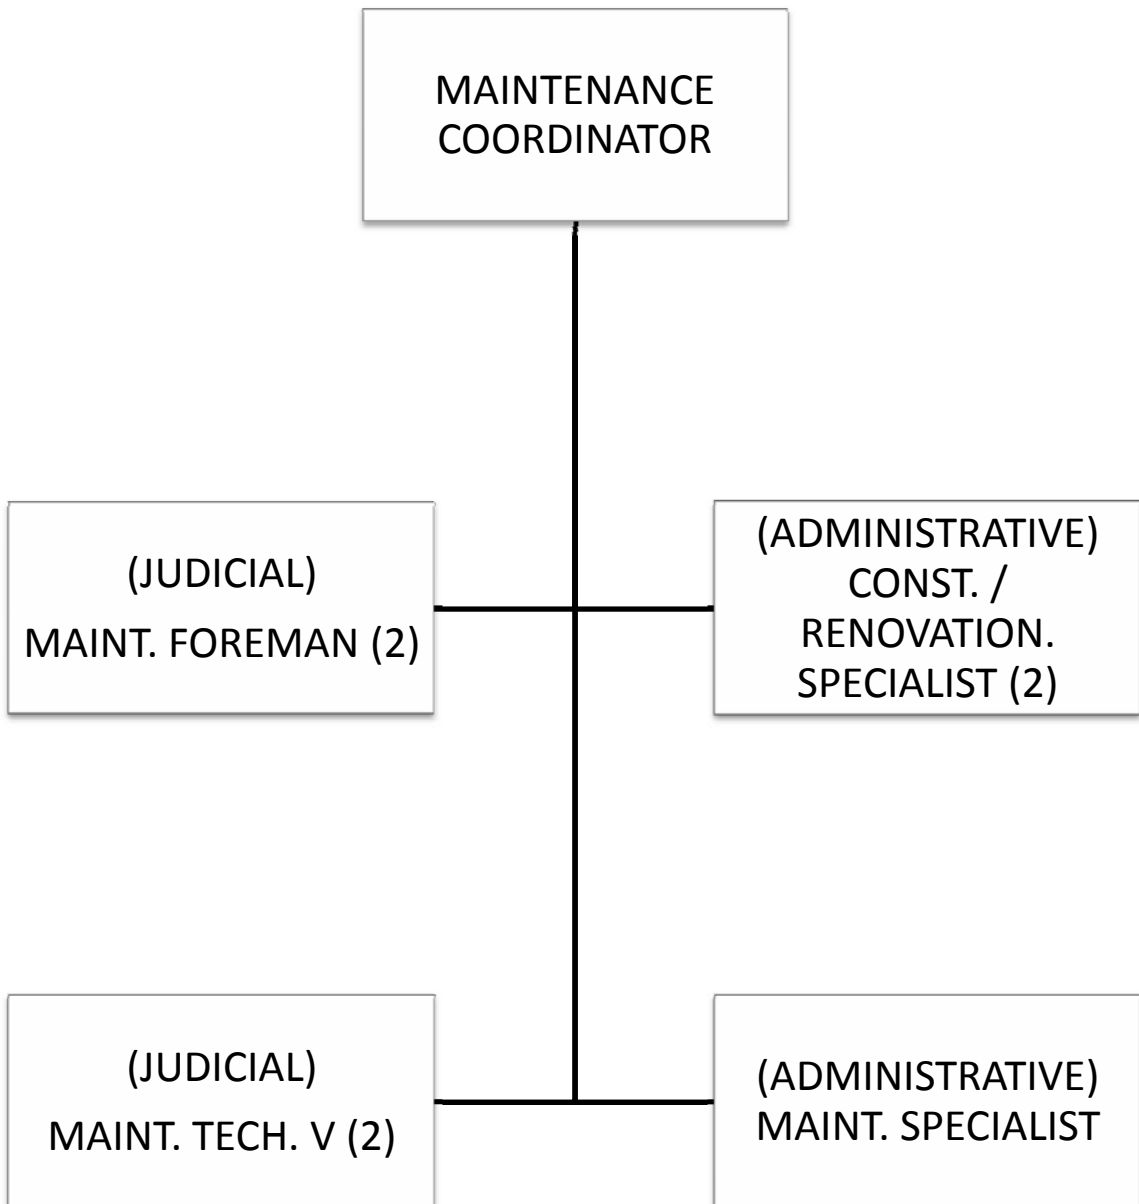 MAINTENANCE
COORDINATOR
(JUDICIAL)
MAINT. FOREMAN (2)
(ADMINISTRATIVE)
CONST. /
RENOVATION.
SPECIALIST (2)
(JUDICIAL)
MAINT. TECH. V (2)
(ADMINISTRATIVE)
MAINT. SPECIALIST